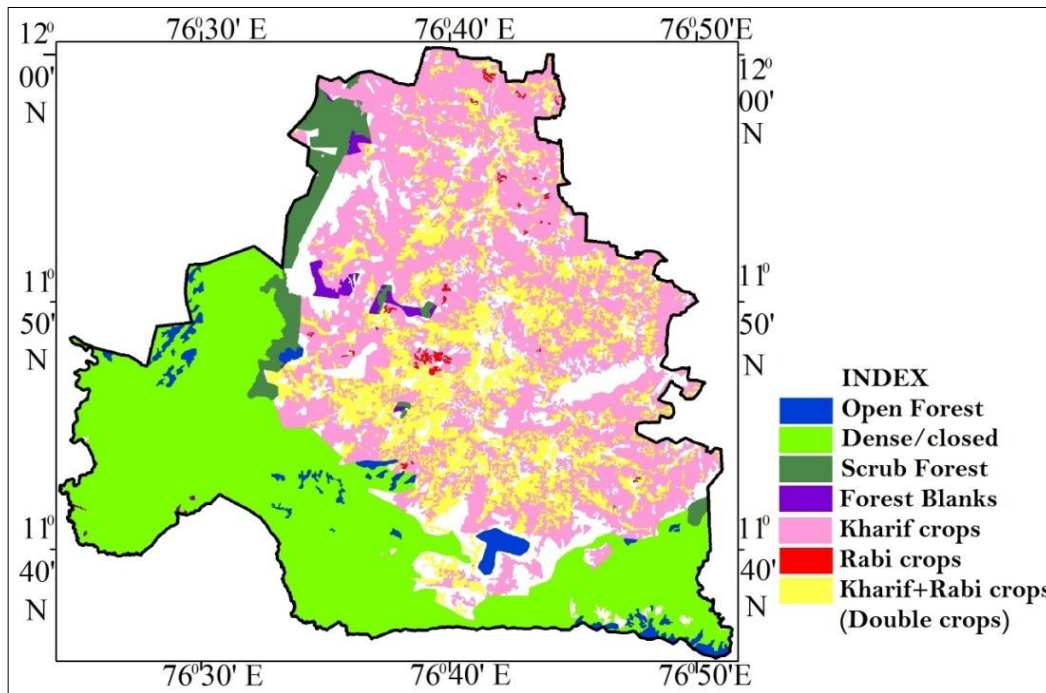 76°30' E 76°40' E 76°50' E
12°
00'
N
12°
00'
N
11°
50'
N
11°
50'
N
11°
40'
N
11°
40'
N
76°30' E 76°40' E 76°50' E
INDEX
Open Forest
Dense/closed
Scrub Forest
Forest Blanks
Kharif crops
Rabi crops
Kharif+Rabi crops
(Double crops)